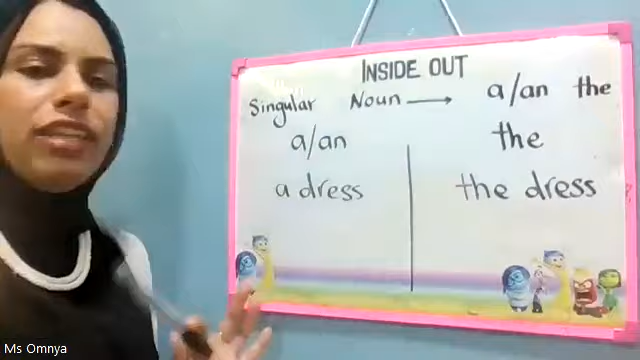 INSIDE OUT
Singular Noun → a/an the
a/an the
a dress the dress
Ms Omnya